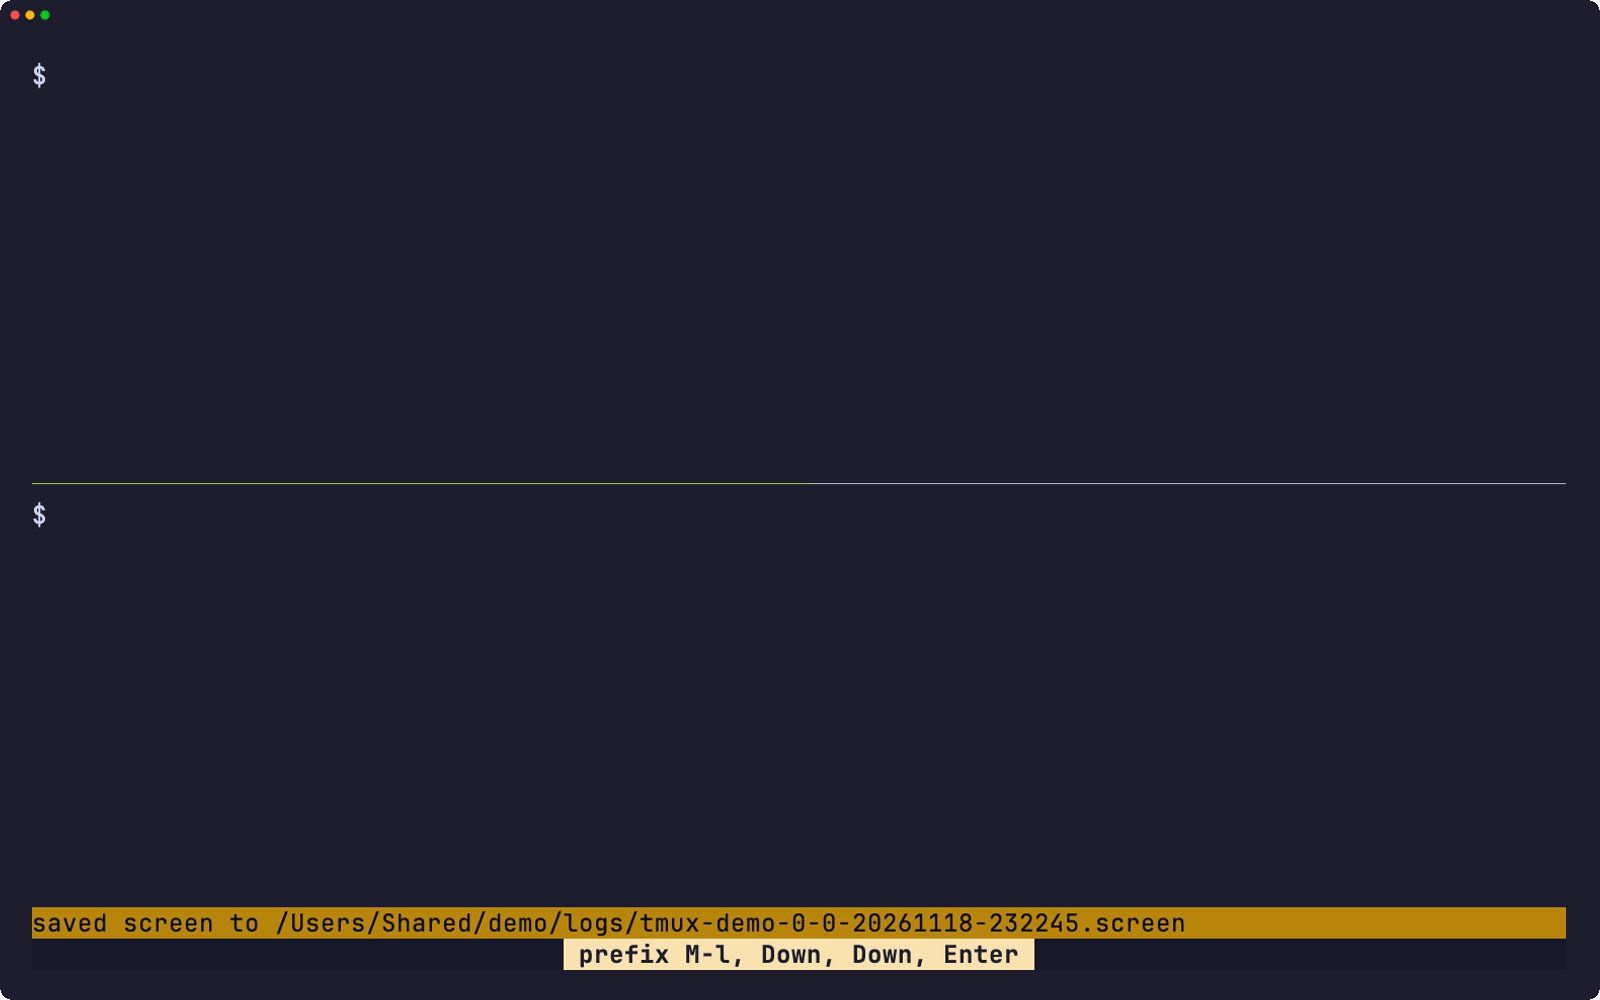 $
$
saved screen to /Users/Shared/demo/logs/tmux-demo-0-0-20261118-232245.screen
prefix M-l, Down, Down, Enter